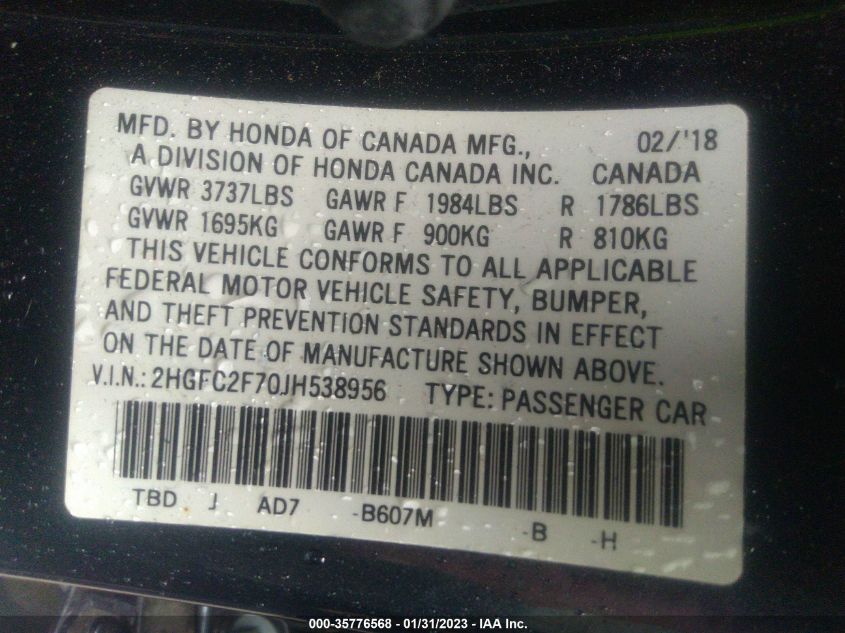 MFD. BY HONDA OF CANADA MFG., 02/'18
A DIVISION OF HONDA CANADA INC. CANADA
GVWR 3737LBS GAWR F 1984LBS R 1786LBS
GVWR 1695KG GAWR F 900KG R 810KG
THIS VEHICLE CONFORMS TO ALL APPLICABLE
FEDERAL MOTOR VEHICLE SAFETY, BUMPER,
AND THEFT PREVENTION STANDARDS IN EFFECT
ON THE DATE OF MANUFACTURE SHOWN ABOVE.
V.I.N.: 2HGFC2F70JH538956 TYPE: PASSENGER CAR
TBD J AD7 -B607M -B -H
000-35776568 - 01/31/2023 - IAA Inc.